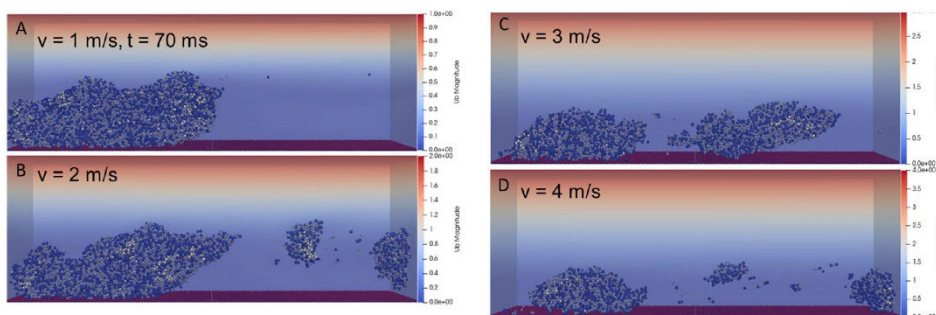 A
v = 1 m/s, t = 70 ms
1.0e+00
0.9
0.8
0.7
0.6
0.5
0.4
0.3
0.2
0.1
0.0e+00
Ub Magnitude
B
v = 2 m/s
2.0e+00
1.8
1.6
1.4
1.2
1
0.8
0.6
0.4
0.2
0.0e+00
Ub Magnitude
C
v = 3 m/s
2.5
2
1.5
1
0.5
0.0e+00
Ub Magnitude
D
v = 4 m/s
4.0e+00
3.5
3
2.5
2
1.5
1
0.5
Ub Magnitude